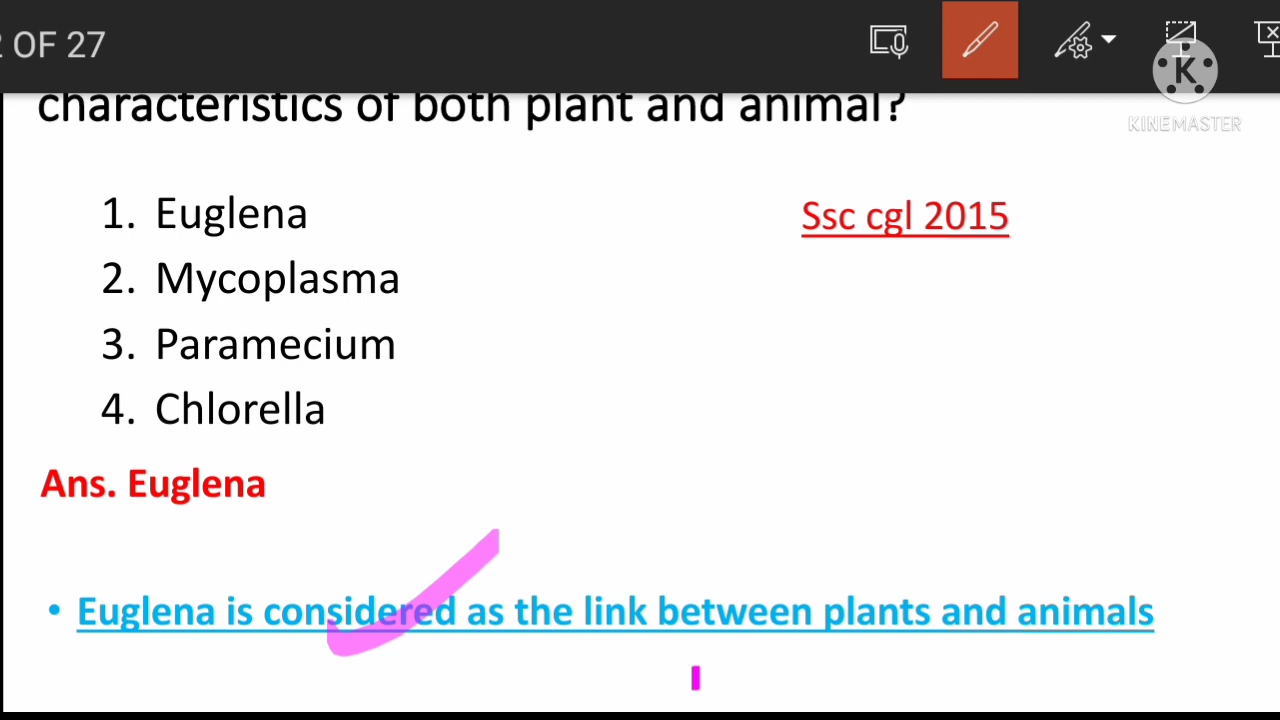 2 OF 27
K
KINEMASTER
characteristics of both plant and animal?
1. Euglena
Ssc cgl 2015
2. Mycoplasma
3. Paramecium
4. Chlorella
Ans. Euglena
• Euglena is considered as the link between plants and animals